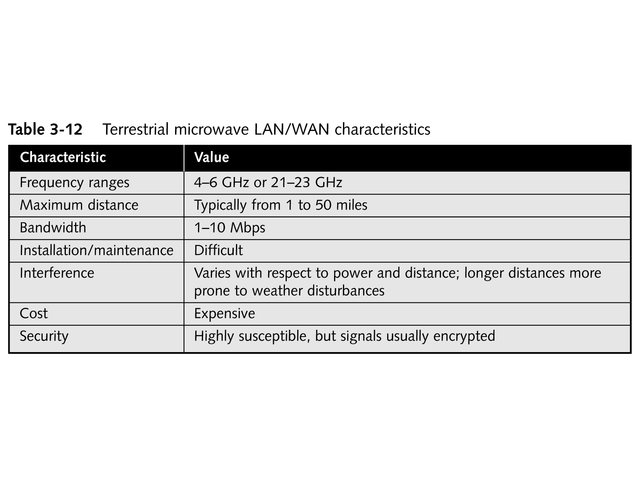 Table 3-12 Terrestrial microwave LAN/WAN characteristics
Characteristic Value
Frequency ranges 4–6 GHz or 21–23 GHz
Maximum distance Typically from 1 to 50 miles
Bandwidth 1–10 Mbps
Installation/maintenance Difficult
Interference Varies with respect to power and distance; longer distances more
prone to weather disturbances
Cost Expensive
Security Highly susceptible, but signals usually encrypted